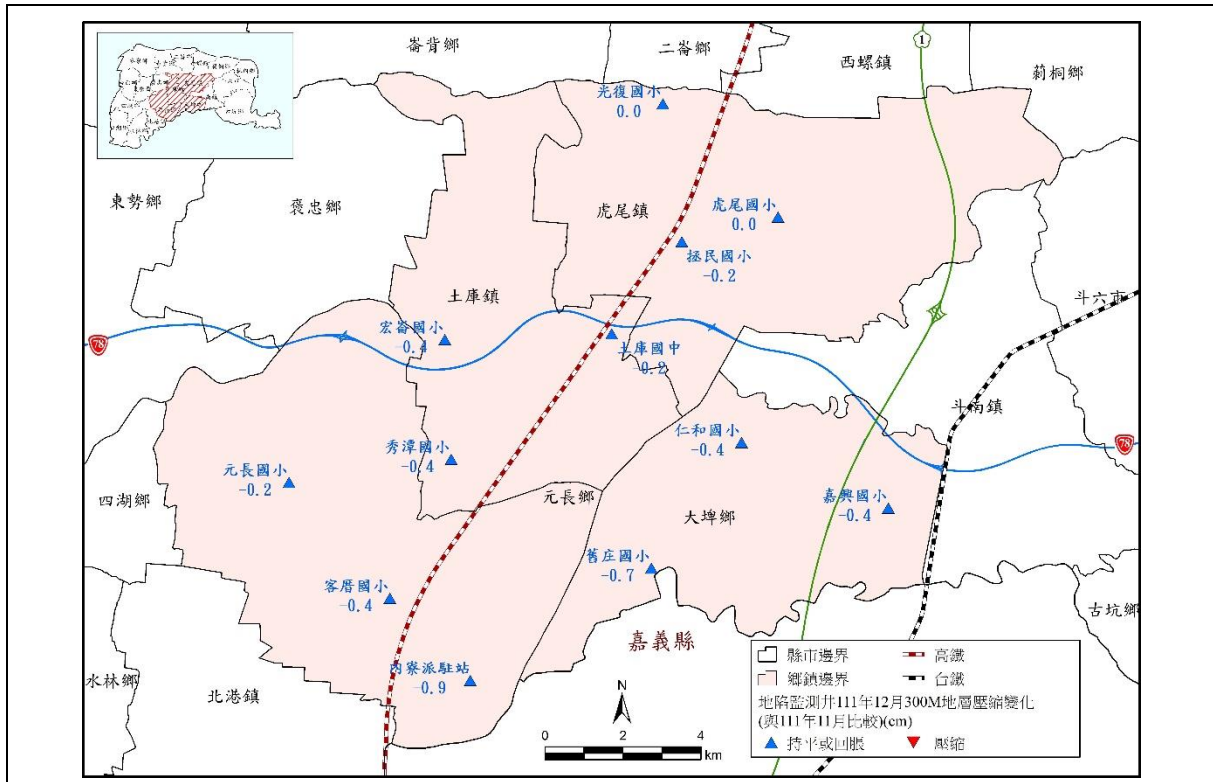 崙背鄉
二崙鄉
西螺鎮
1
莿桐鄉
光復國小
0.0
東勢鄉
褒忠鄉
虎尾鎮
虎尾國小
0.0
拯民國小
-0.2
土庫鎮
斗六市
宏崙國小
-0.4
土庫國中
-0.2
78
斗南鎮
78
仁和國小
-0.4
秀潭國小
-0.4
元長國小
-0.2
四湖鄉
元長鄉
大埤鄉
嘉興國小
-0.4
舊庄國小
-0.7
客厝國小
-0.4
古坑鄉
嘉義縣
內寮派駐站
-0.9
水林鄉
北港鎮
N
0 2 4
km
縣市邊界
高鐵
鄉鎮邊界
台鐵
地陷監測井111年12月300M地層壓縮變化
(與111年11月比較)(cm)
持平或回脹
壓縮